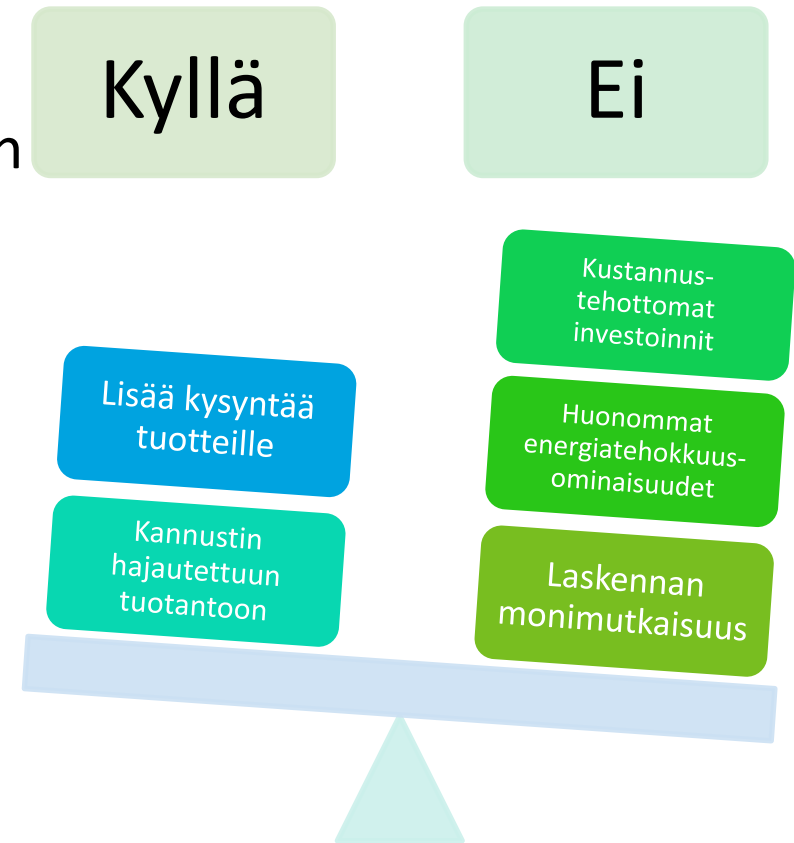 Kyllä
Ei
n
Lisää kysyntää
tuotteille
Kannustin
hajautettuun
tuotantoon
Kustannus-
tehottomat
investoinnit
Huonommat
energiatehokkuus-
ominaisuudet
Laskennan
monimutkaisuus